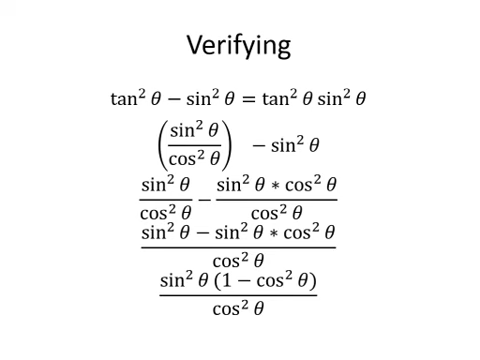 Verifying
tan² θ − sin² θ = tan² θ sin² θ
(sin² θ / cos² θ) − sin² θ
sin² θ / cos² θ − sin² θ * cos² θ / cos² θ
sin² θ − sin² θ * cos² θ / cos² θ
sin² θ (1 − cos² θ) / cos² θ